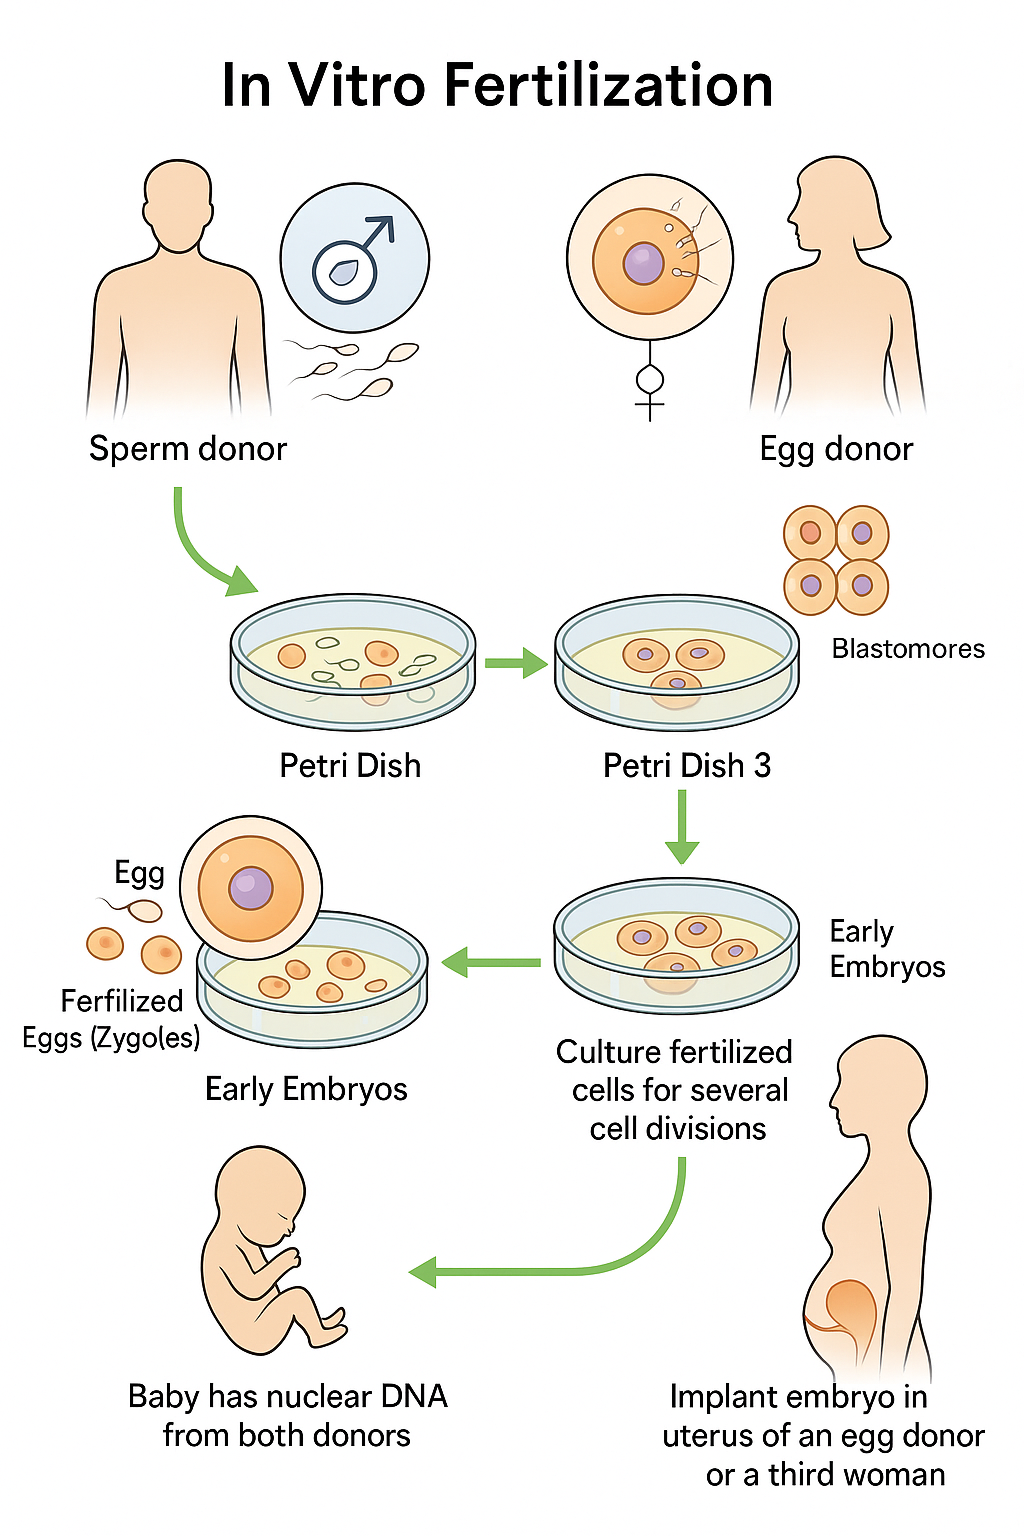 In Vitro Fertilization
Sperm donor
Egg donor
Blastomores
Petri Dish
Petri Dish 3
Egg
Ferfilized
Eggs (Zygoles)
Early Embryos
Early
Embryos
Culture fertilized
cells for several
cell divisions
Baby has nuclear DNA
from both donors
Implant embryo in
uterus of an egg donor
or a third woman